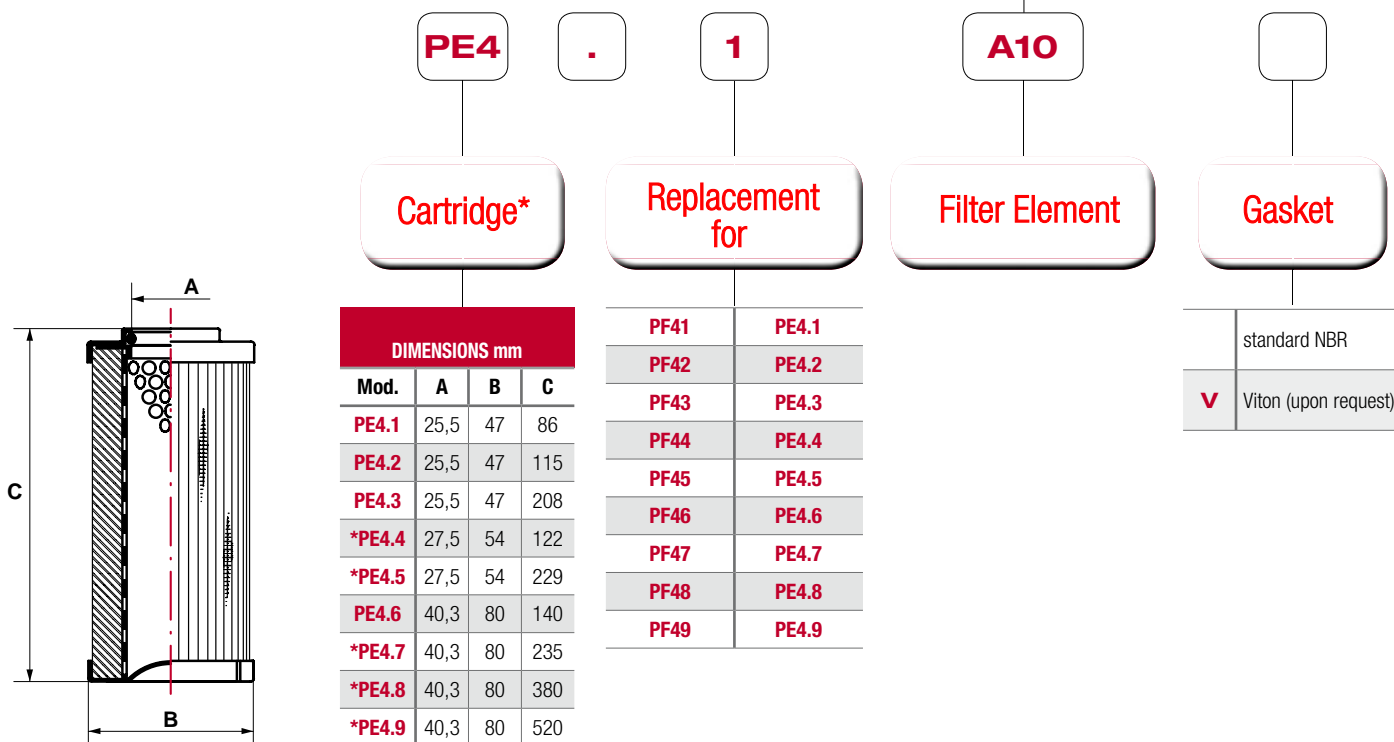 PE4 . 1 A10
Cartridge*
Replacement
for
Filter Element
Gasket
A
C
B
DIMENSIONS mm
Mod. A B C
PE4.1 25,5 47 86
PE4.2 25,5 47 115
PE4.3 25,5 47 208
*PE4.4 27,5 54 122
*PE4.5 27,5 54 229
PE4.6 40,3 80 140
*PE4.7 40,3 80 235
*PE4.8 40,3 80 380
*PE4.9 40,3 80 520
PF41 PE4.1
PF42 PE4.2
PF43 PE4.3
PF44 PE4.4
PF45 PE4.5
PF46 PE4.6
PF47 PE4.7
PF48 PE4.8
PF49 PE4.9
standard NBR
V Viton (upon request)